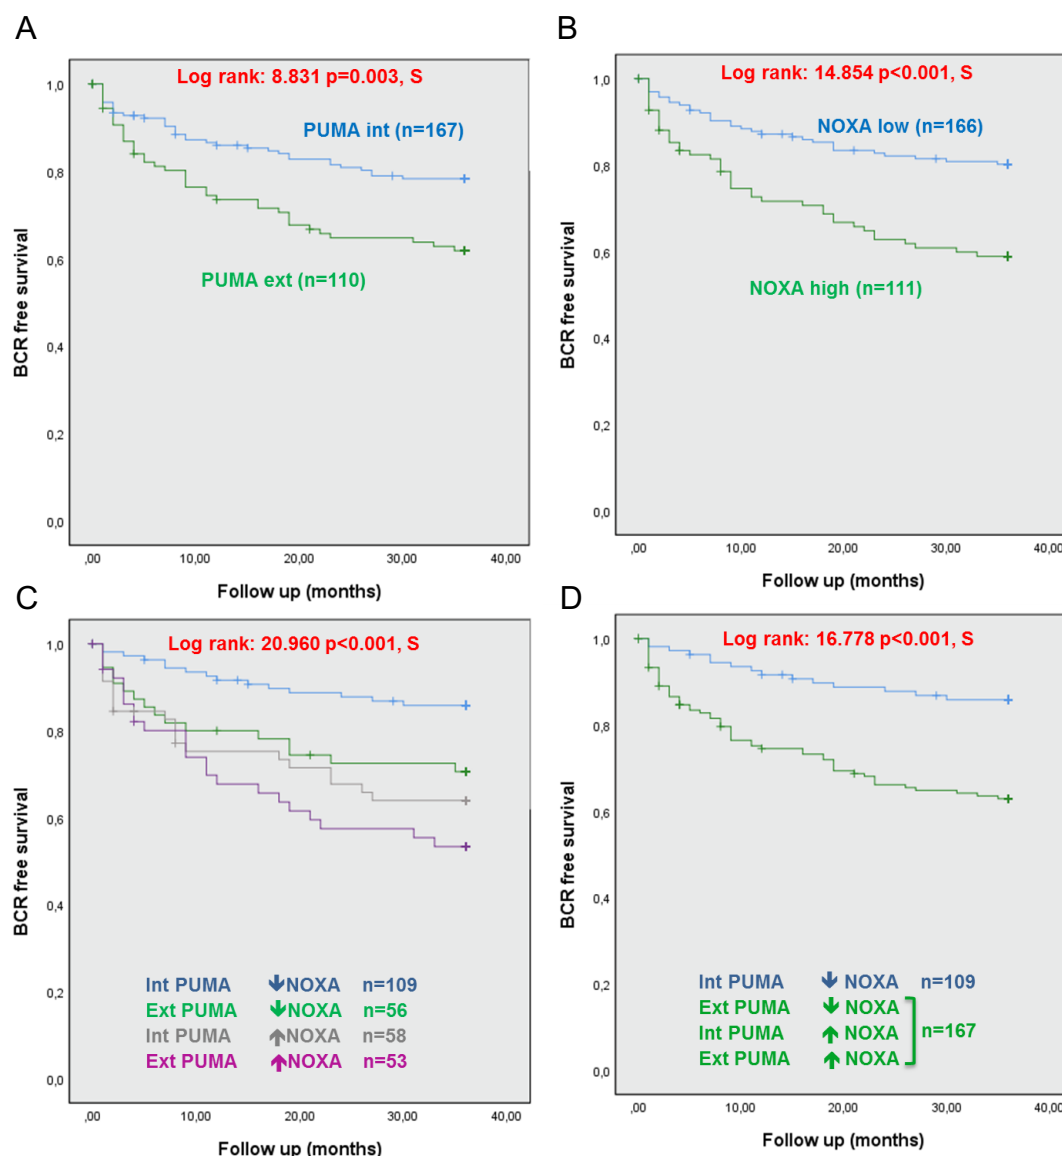 A
Log rank: 8.831 p=0.003, S
PUMA int (n=167)
PUMA ext (n=110)
BCR free survival
1,0
0,8
0,6
0,4
0,2
0,0
,00 10,00 20,00 30,00 40,00
Follow up (months)
B
Log rank: 14.854 p<0.001, S
NOXA low (n=166)
NOXA high (n=111)
BCR free survival
1,0
0,8
0,6
0,4
0,2
0,0
,00 10,00 20,00 30,00 40,00
Follow up (months)
C
Log rank: 20.960 p<0.001, S
BCR free survival
1,0
0,8
0,6
0,4
0,2
0,0
Int PUMA ↓NOXA n=109
Ext PUMA ↓NOXA n=56
Int PUMA ↑NOXA n=58
Ext PUMA ↑NOXA n=53
,00 10,00 20,00 30,00 40,00
Follow up (months)
D
Log rank: 16.778 p<0.001, S
BCR free survival
1,0
0,8
0,6
0,4
0,2
0,0
Int PUMA ↓ NOXA n=109
Ext PUMA ↓ NOXA
Int PUMA ↑ NOXA n=167
Ext PUMA ↑ NOXA
,00 10,00 20,00 30,00 40,00
Follow up (months)